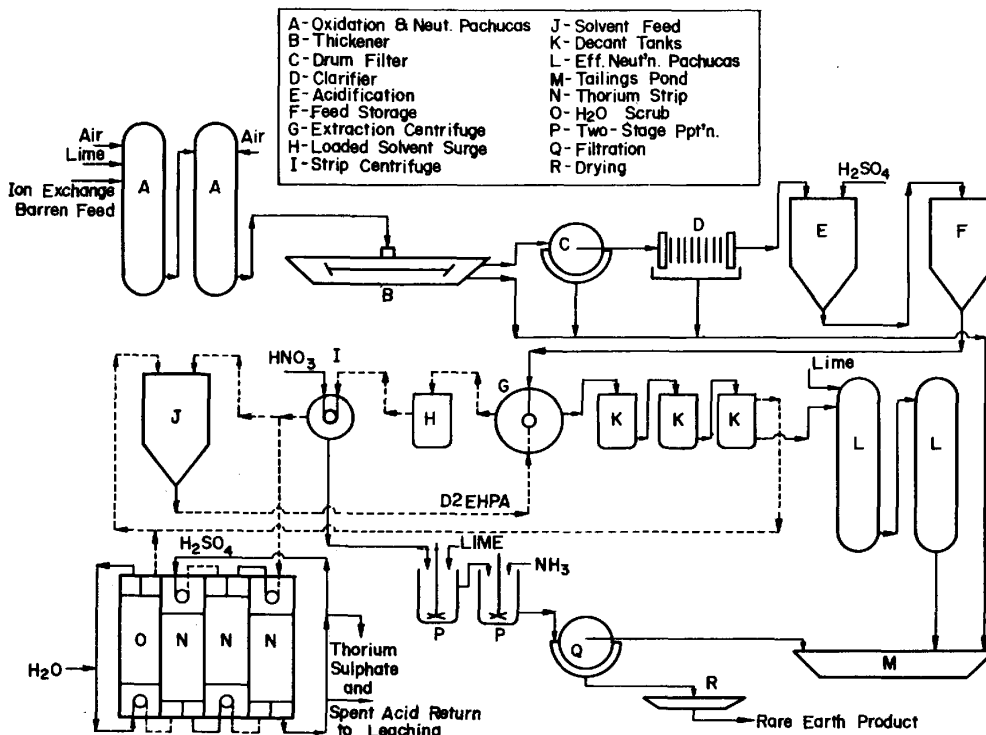 A-Oxidation & Neut. Pachucas
B-Thickener
C-Drum Filter
D-Clarifier
E-Acidification
F-Feed Storage
G-Extraction Centrifuge
H-Loaded Solvent Surge
I-Strip Centrifuge
J-Solvent Feed
K-Decant Tanks
L-Eff. Neut'n. Pachucas
M-Tailings Pond
N-Thorium Strip
O-H₂O Scrub
P-Two-Stage Ppt'n.
Q-Filtration
R-Drying
Air
Lime
Ion Exchange
Barren Feed
A
A
Air
B
C
D
E
H₂SO₄
F
J
HNO₃
I
H
G
K
K
K
Lime
L
L
D2EHPA
H₂SO₄
H₂O
O
N
N
N
Thorium
Sulphate
and
Spent Acid Return
to Leaching
LIME
NH₃
P
P
Q
R
M
Rare Earth Product